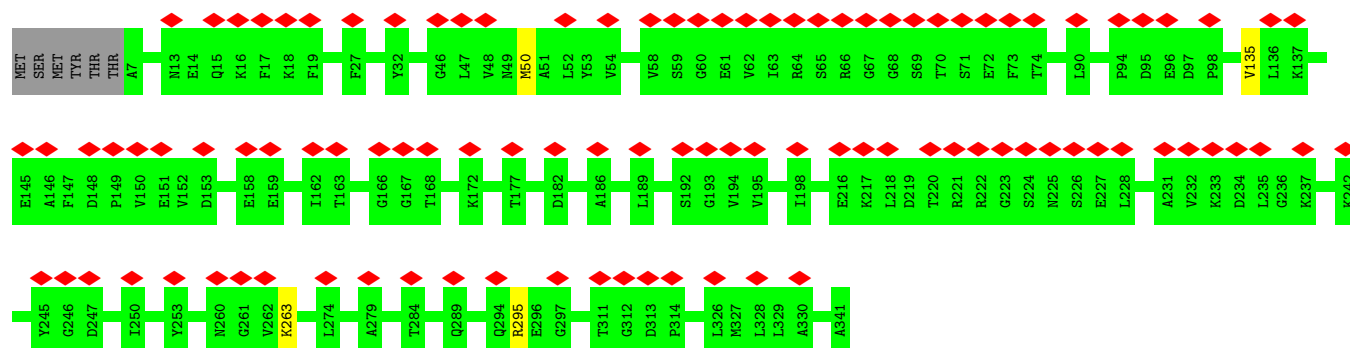 MET SER MET TYR THR THR A7 N13 E14 Q15 K16 F17 K18 F19 F27 Y32 G46 L47 V48 N49 M50 A51 L52 Y53 V54 V58 S59 G60 E61 V62 I63 R64 S65 R66 G67 G68 S69 T70 S71 E72 F73 T74 L90 P94 D95 E96 D97 P98 V135 L136 K137
E145 A146 F147 D148 P149 V150 E151 V152 D153 E158 E159 I162 T163 G166 G167 T168 K172 T177 D182 A186 L189 S192 G193 V194 V195 I198 E216 K217 L218 D219 T220 R221 R222 G223 S224 N225 S226 E227 L228 A231 V232 K233 D234 L235 G236 K237 K242
Y245 G246 D247 I250 Y253 N260 G261 V262 K263 L274 A279 T284 Q289 Q294 R295 E296 G297 T311 G312 D313 P314 L326 M327 L328 L329 A330 A341